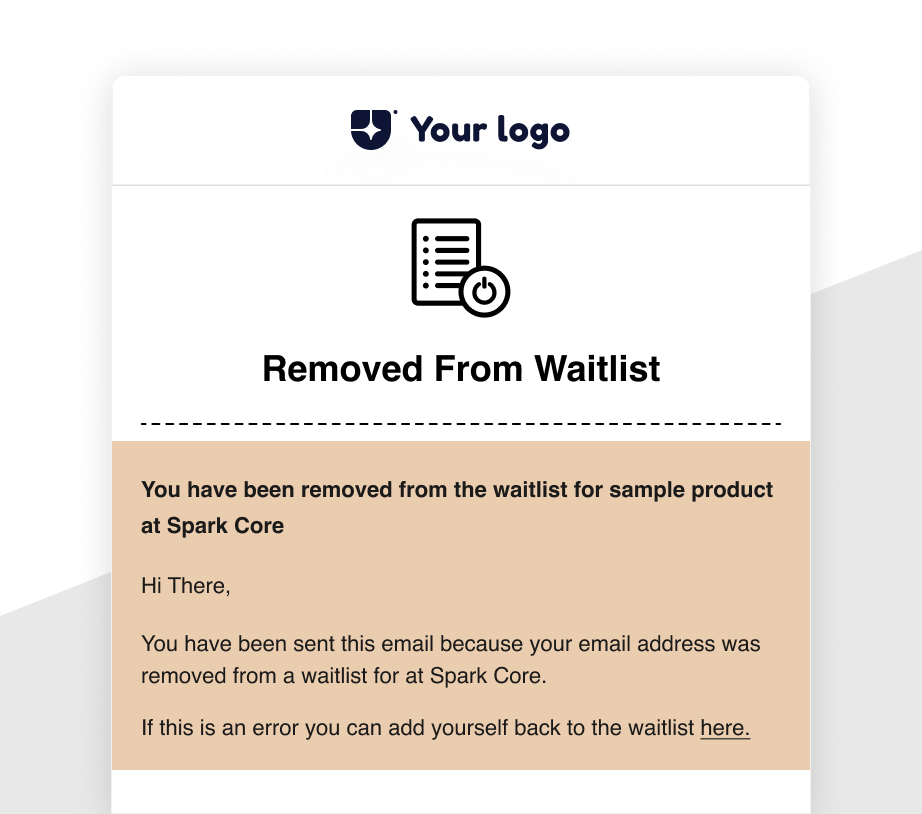 Your logo
Removed From Waitlist
You have been removed from the waitlist for sample product
at Spark Core
Hi There,
You have been sent this email because your email address was
removed from a waitlist for at Spark Core.
If this is an error you can add yourself back to the waitlist here.